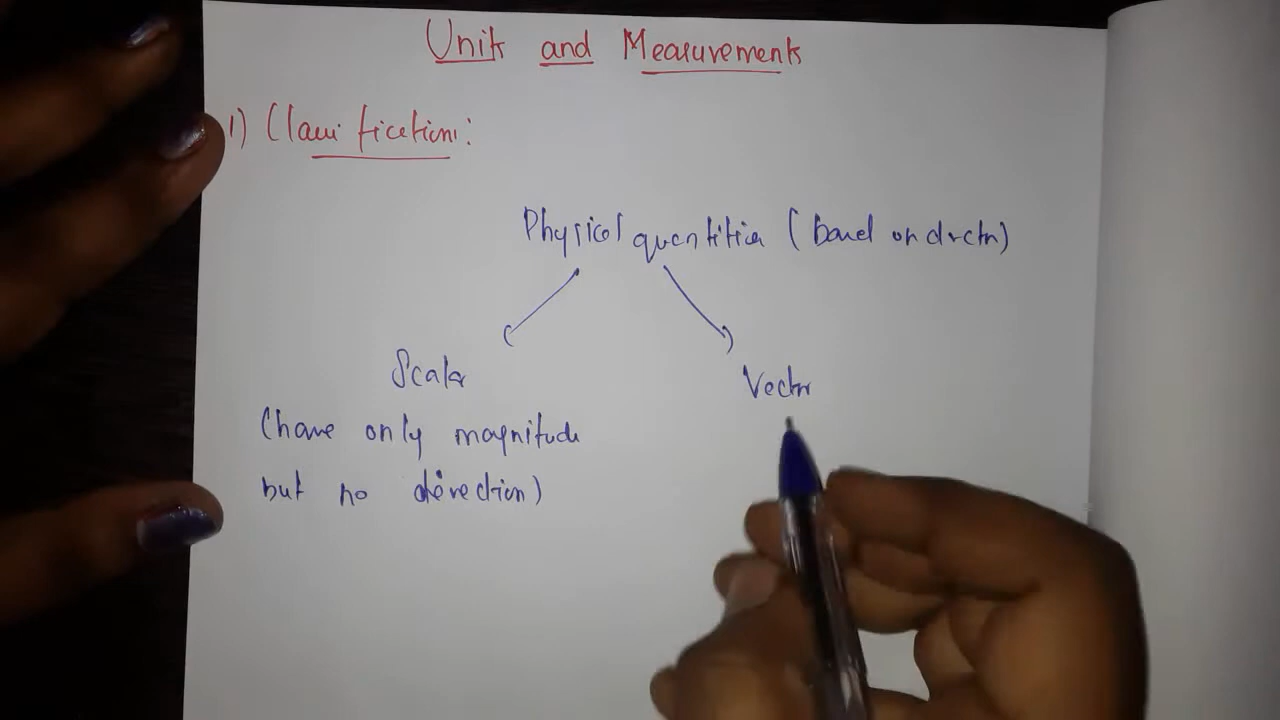 Units and Measurements
1) Classification:
Physical quantities (based on drctn)
Scalar
Vector
(have only magnitude
but no direction)